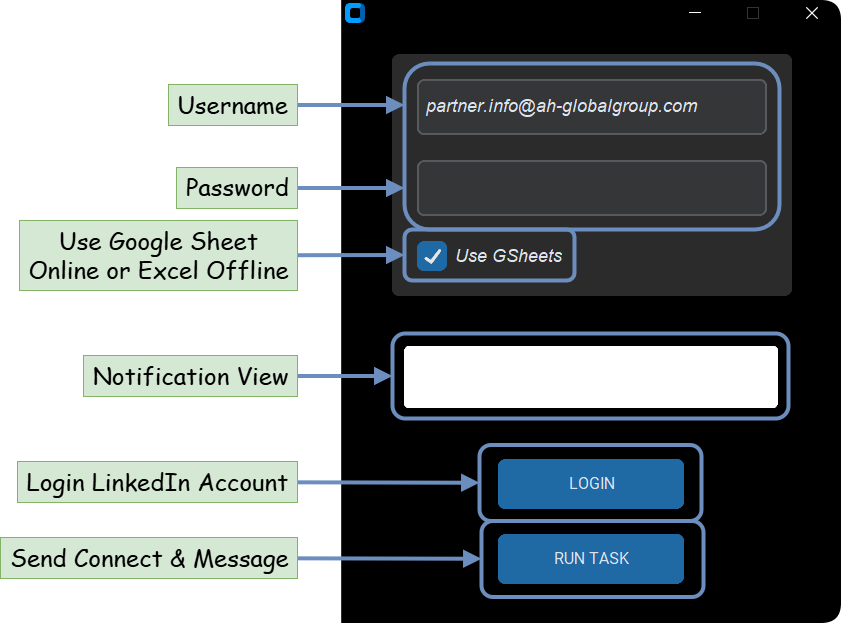 Username
partner.info@ah-globalgroup.com
Password
Use Google Sheet
Online or Excel Offline
Use GSheets
Notification View
Login LinkedIn Account
LOGIN
Send Connect & Message
RUN TASK